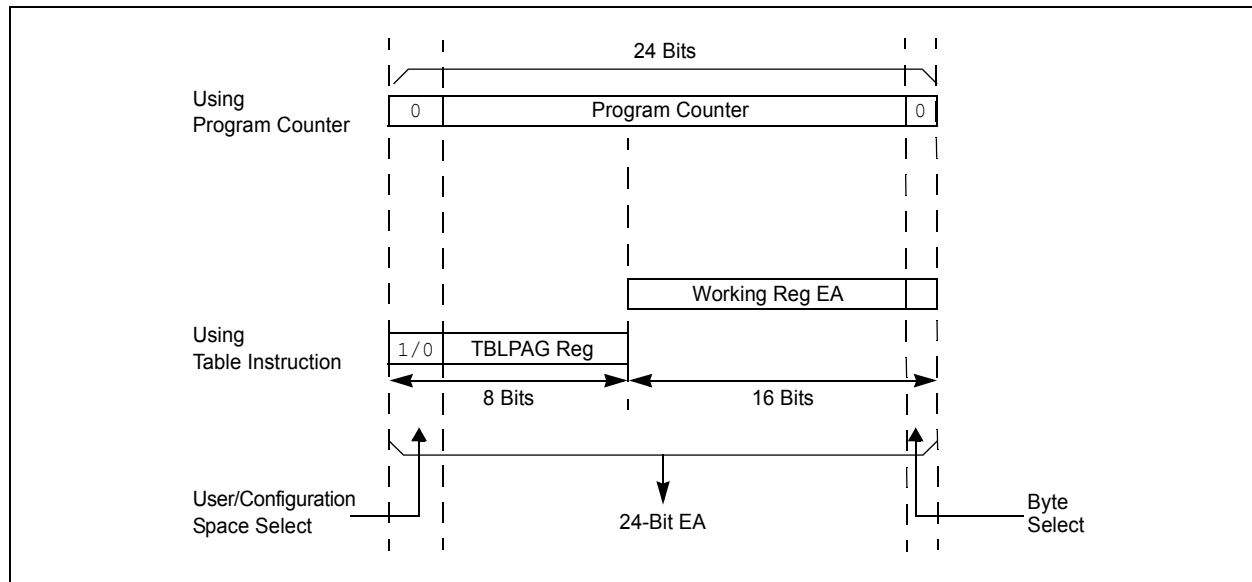 24 Bits
Using
Program Counter
0
Program Counter
0
Working Reg EA
Using
Table Instruction
1/0
TBLPAG Reg
8 Bits
16 Bits
User/Configuration
Space Select
24-Bit EA
Byte
Select